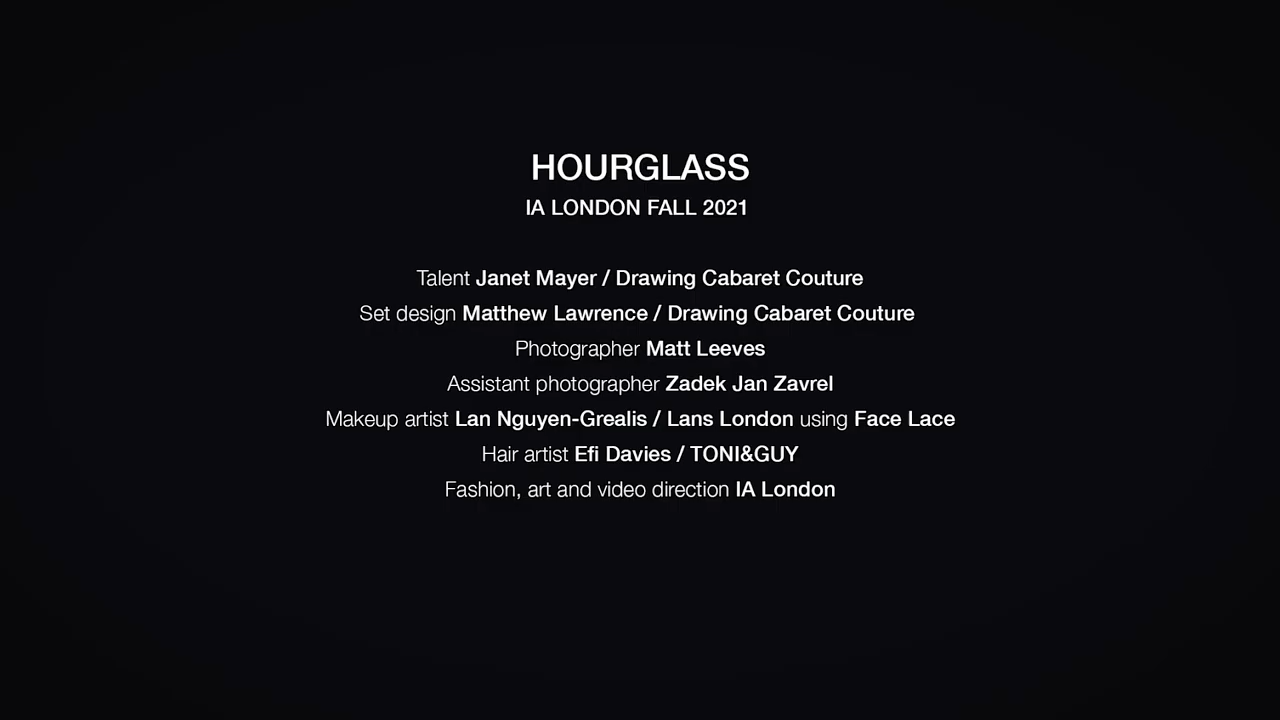 HOURGLASS
IA LONDON FALL 2021
Talent Janet Mayer / Drawing Cabaret Couture
Set design Matthew Lawrence / Drawing Cabaret Couture
Photographer Matt Leeves
Assistant photographer Zadek Jan Zavrel
Makeup artist Lan Nguyen-Grealis / Lans London using Face Lace
Hair artist Efi Davies / TONI&GUY
Fashion, art and video direction IA London